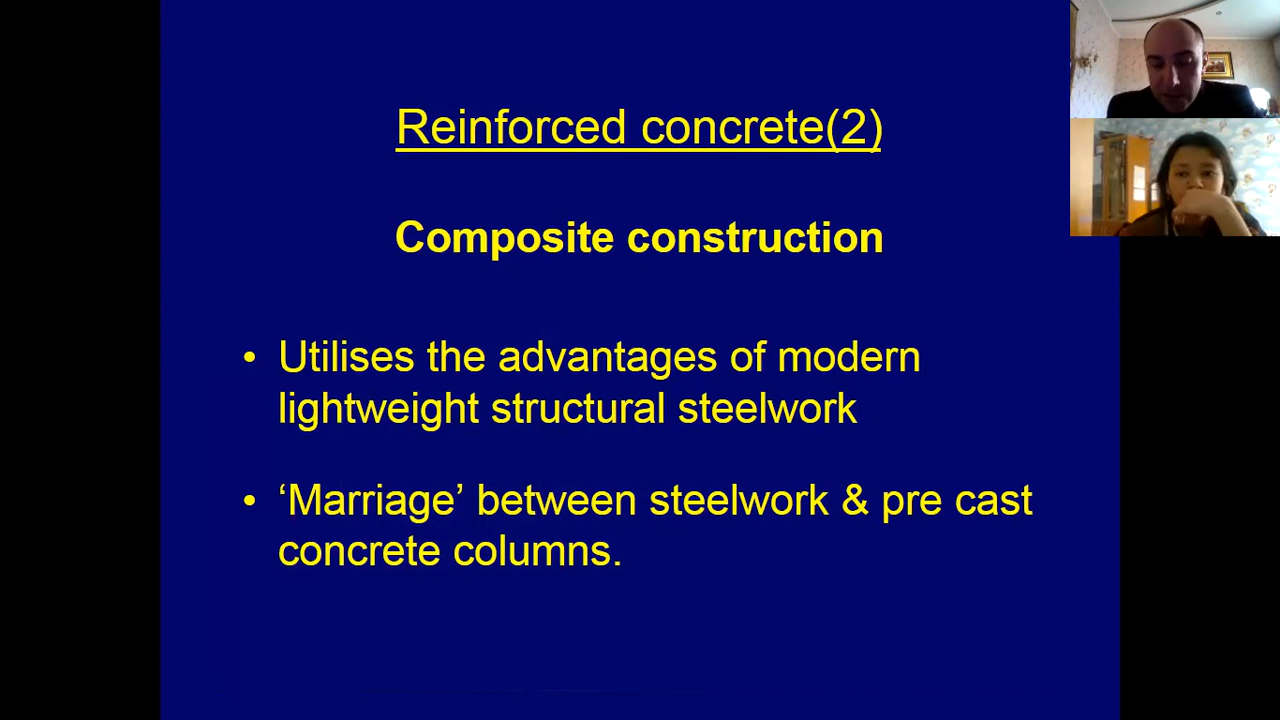 Reinforced concrete(2)
Composite construction
• Utilises the advantages of modern
lightweight structural steelwork
• ‘Marriage’ between steelwork & pre cast
concrete columns.